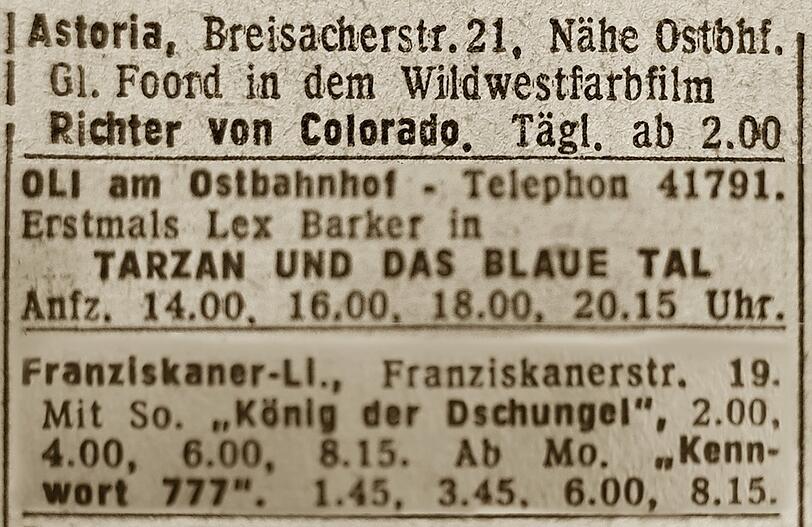 Astoria, Breisacherstr. 21, Nähe Ostbhf.
Gl. Foord in dem Wildwestfarbfilm
Richter von Colorado. Tägl. ab 2.00
OLI am Ostbahnhof - Telephon 41791.
Erstmals Lex Barker in
TARZAN UND DAS BLAUE TAL
Anfz. 14.00, 16.00, 18.00, 20.15 Uhr.
Franziskaner-Li., Franziskanerstr. 19.
Mit So. „König der Dschungel“, 2.00,
4.00, 6.00, 8.15. Ab Mo. „Kenn-
wort 777“. 1.45, 3.45, 6.00, 8.15.